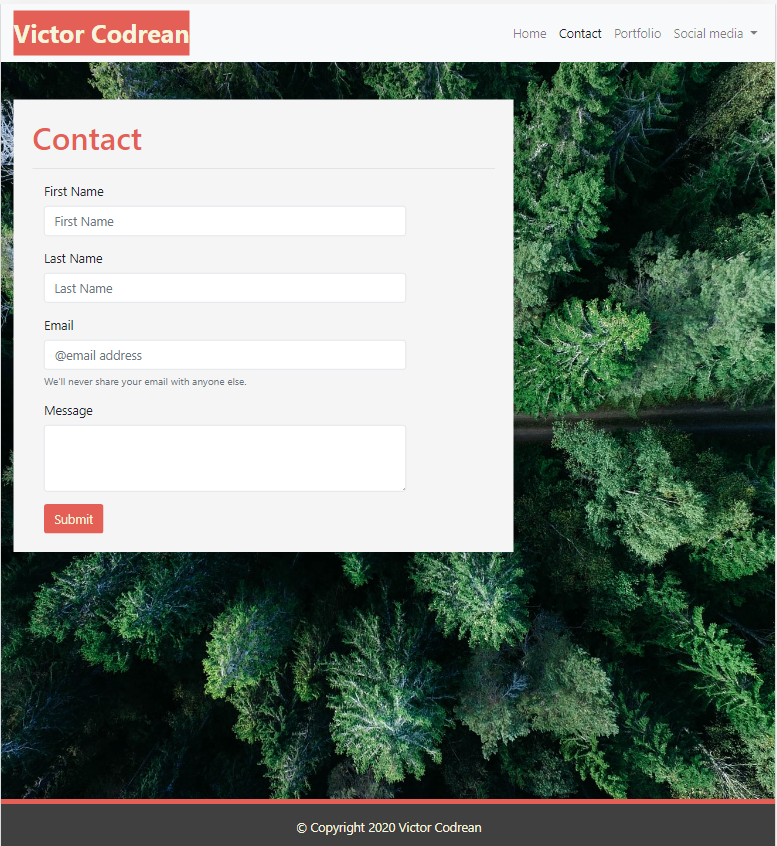 Victor Codrean
Home Contact Portfolio Social media
Contact
First Name
First Name
Last Name
Last Name
Email
@email address
We'll never share your email with anyone else.
Message
Submit
© Copyright 2020 Victor Codrean